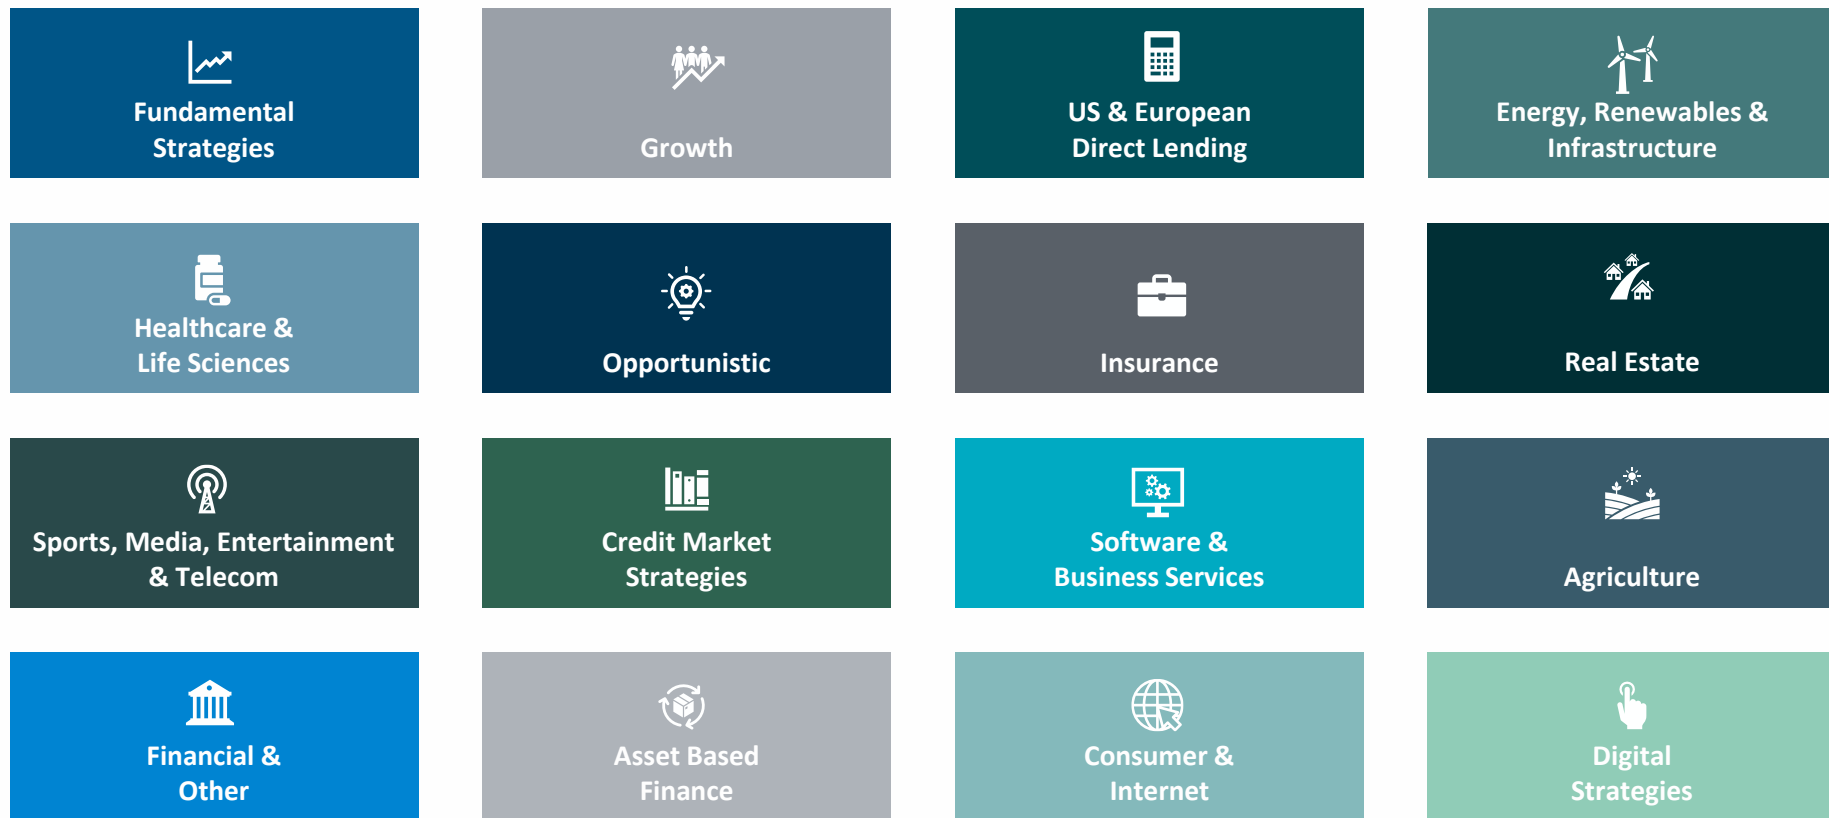 Fundamental
Strategies
Growth
US & European
Direct Lending
Energy, Renewables &
Infrastructure
Healthcare &
Life Sciences
Opportunistic
Insurance
Real Estate
Sports, Media, Entertainment
& Telecom
Credit Market
Strategies
Software &
Business Services
Agriculture
Financial &
Other
Asset Based
Finance
Consumer &
Internet
Digital
Strategies